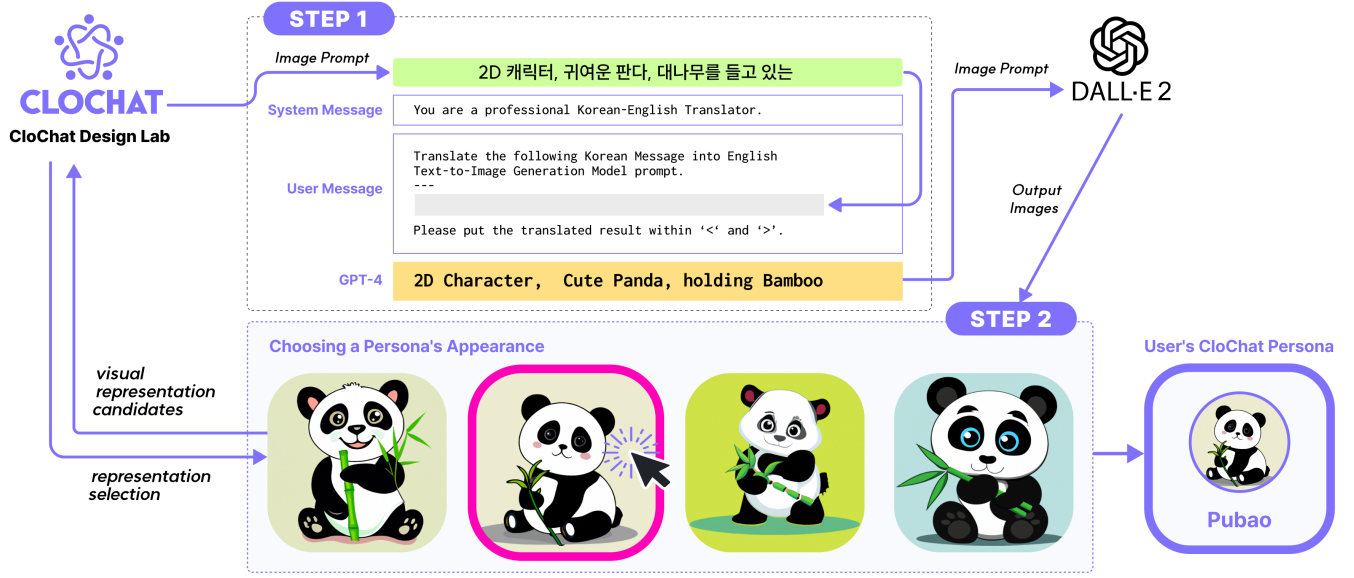 STEP 1
Image Prompt
2D 캐릭터, 귀여운 판다, 대나무를 들고 있는
CLOCHAT
CloChat Design Lab
System Message
You are a professional Korean-English Translator.
User Message
Translate the following Korean Message into English
Text-to-Image Generation Model prompt.
---
Please put the translated result within ‘<‘ and ‘>’.
GPT-4
2D Character, Cute Panda, holding Bamboo
Image Prompt
DALL·E 2
Output
Images
STEP 2
Choosing a Persona's Appearance
visual
representation
candidates
representation
selection
User's CloChat Persona
Pubao